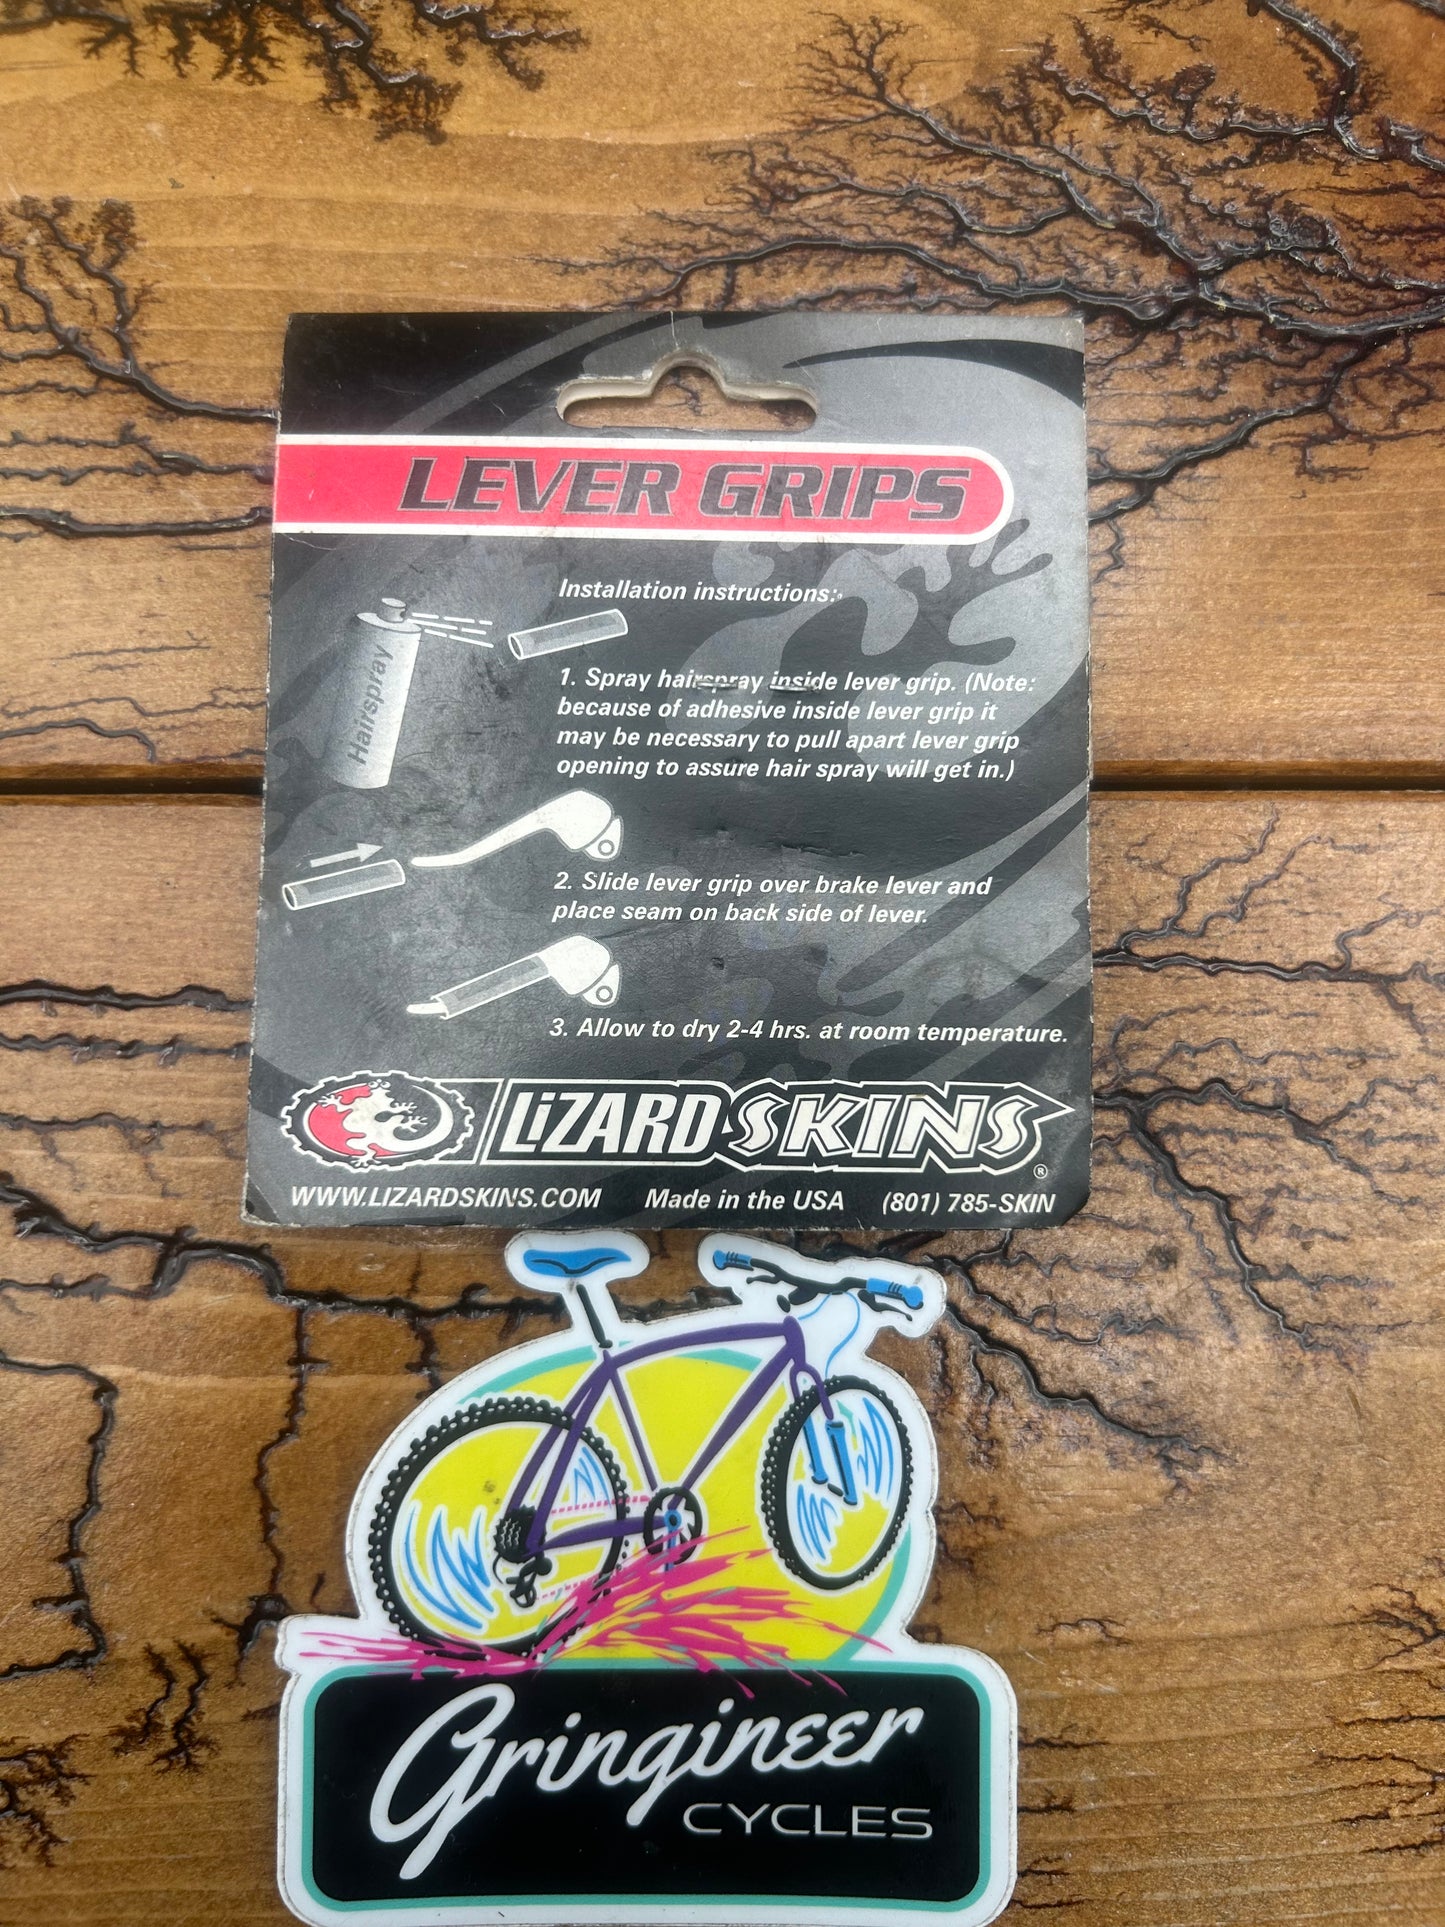 LEVER GRIPS
Installation instructions:
Hairspray
1. Spray hairspray inside lever grip. (Note:
because of adhesive inside lever grip it
may be necessary to pull apart lever grip
opening to assure hair spray will get in.)
2. Slide lever grip over brake lever and
place seam on back side of lever.
3. Allow to dry 2-4 hrs. at room temperature.
LiZARDSKINS®
WWW.LIZARDSKINS.COM Made in the USA (801) 785-SKIN
Gringineer
CYCLES